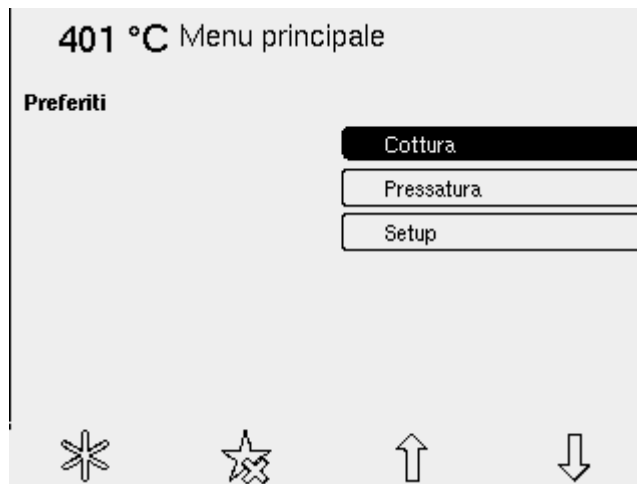 401 °C Menu principale
Preferiti
Cottura
Pressatura
Setup